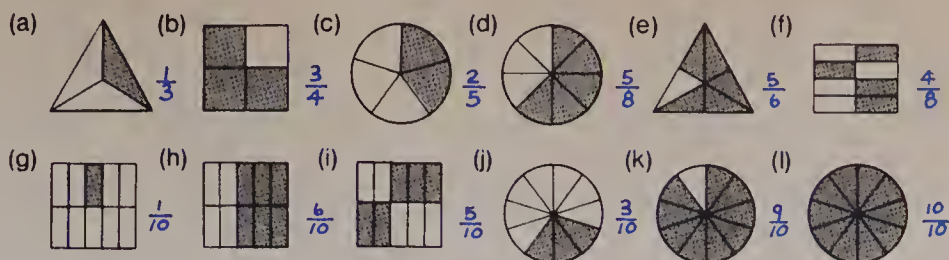 (a) 1/3 (b) 3/4 (c) 2/5 (d) 5/8 (e) 5/6 (f) 4/8
(g) 1/10 (h) 6/10 (i) 5/10 (j) 3/10 (k) 9/10 (l) 10/10